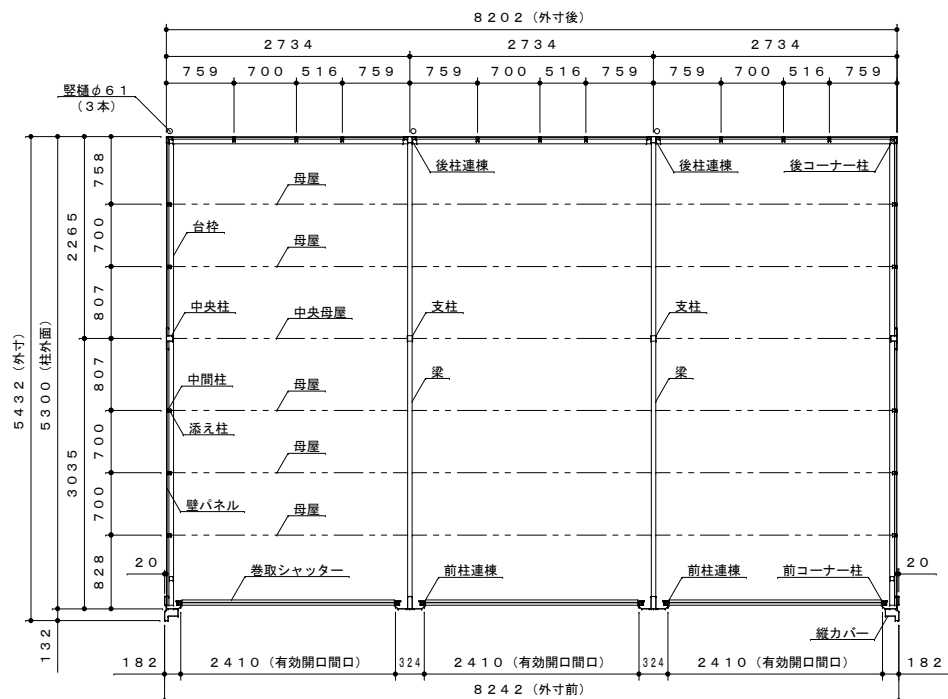 8202(外寸後)
2734 2734 2734
759 700 516 759 759 700 516 759 759 700 516 759
竪樋φ61
(3本)
後柱連棟 後柱連棟 後コーナー柱
758
700
807
807
700
700
828
2265
3035
5300(柱外面)
5432(外寸)
132
母屋
台枠
母屋
中央柱 中央母屋 支柱 支柱
中間柱 母屋 梁 梁
添え柱
母屋
壁パネル 母屋
20 巻取シャッター 前柱連棟 前柱連棟 前コーナー柱 20
縦カバー
182 2410(有効開口間口) 324 2410(有効開口間口) 324 2410(有効開口間口) 182
8242(外寸前)